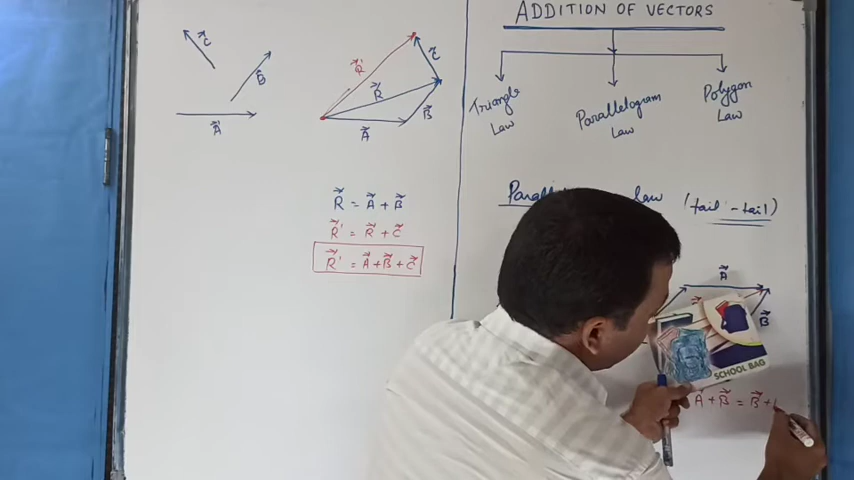 C⃗
B⃗
A⃗
R⃗'
C⃗
R⃗
B⃗
A⃗
R⃗ = A⃗ + B⃗
R⃗' = R⃗ + C⃗
R⃗' = A⃗ + B⃗ + C⃗
ADDITION OF VECTORS
Triangle Law
Parallelogram Law
Polygon Law
Law (tail - tail)
A⃗
B⃗
SCHOOL BAG
A⃗ + B⃗ = B⃗ +